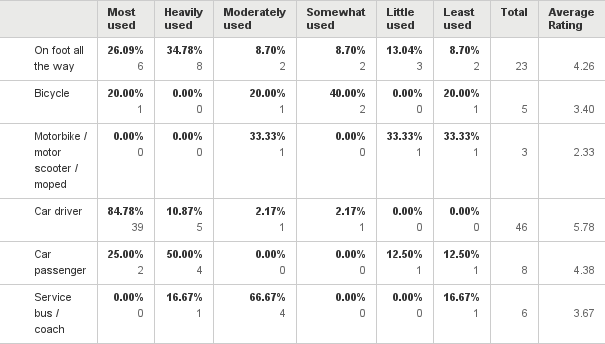 Most used Heavily used Moderately used Somewhat used Little used Least used Total Average Rating
On foot all the way 26.09% 34.78% 8.70% 8.70% 13.04% 8.70%
6 8 2 2 3 2 23 4.26
Bicycle 20.00% 0.00% 20.00% 40.00% 0.00% 20.00%
1 0 1 2 0 1 5 3.40
Motorbike / motor scooter / moped 0.00% 0.00% 33.33% 0.00% 33.33% 33.33%
0 0 1 0 1 1 3 2.33
Car driver 84.78% 10.87% 2.17% 2.17% 0.00% 0.00%
39 5 1 1 0 0 46 5.78
Car passenger 25.00% 50.00% 0.00% 0.00% 12.50% 12.50%
2 4 0 0 1 1 8 4.38
Service bus / coach 0.00% 16.67% 66.67% 0.00% 0.00% 16.67%
0 1 4 0 0 1 6 3.67